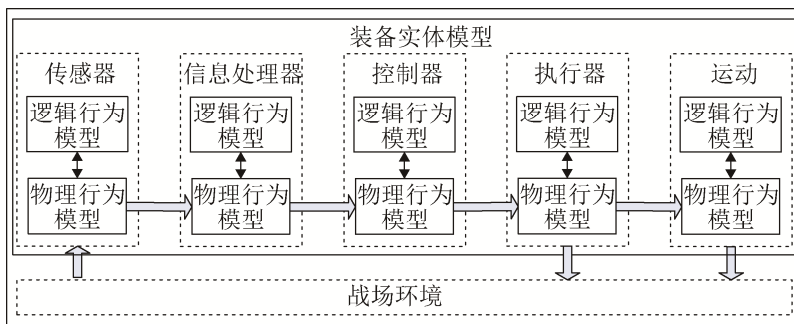 装备实体模型
传感器
信息处理器
控制器
执行器
运动
逻辑行为
模型
逻辑行为
模型
逻辑行为
模型
逻辑行为
模型
逻辑行为
模型
物理行为
模型
物理行为
模型
物理行为
模型
物理行为
模型
物理行为
模型
战场环境